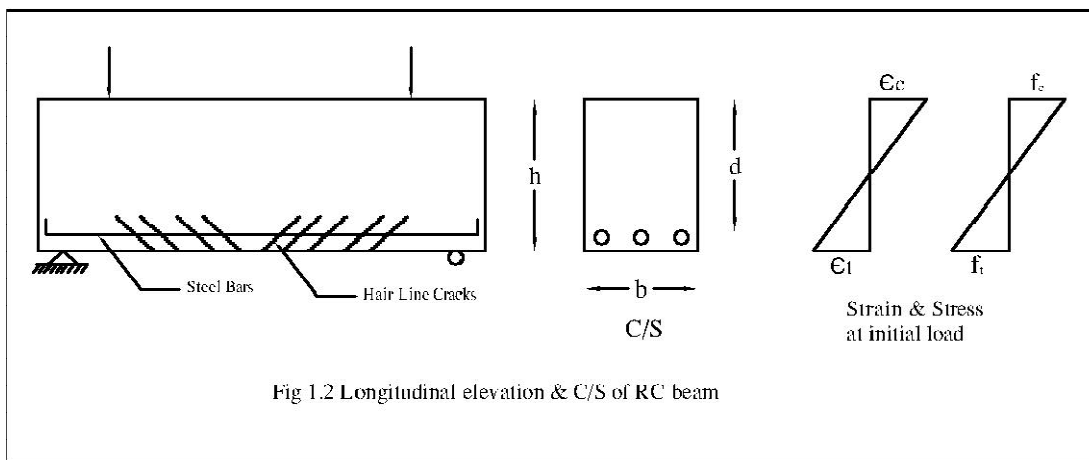 Єc
f꜀
h
d
Steel Bars
Hair Line Cracks
b
Єt
fₜ
C/S
Strain & Stress
at initial load
Fig 1.2 Longitudinal elevation & C/S of RC beam